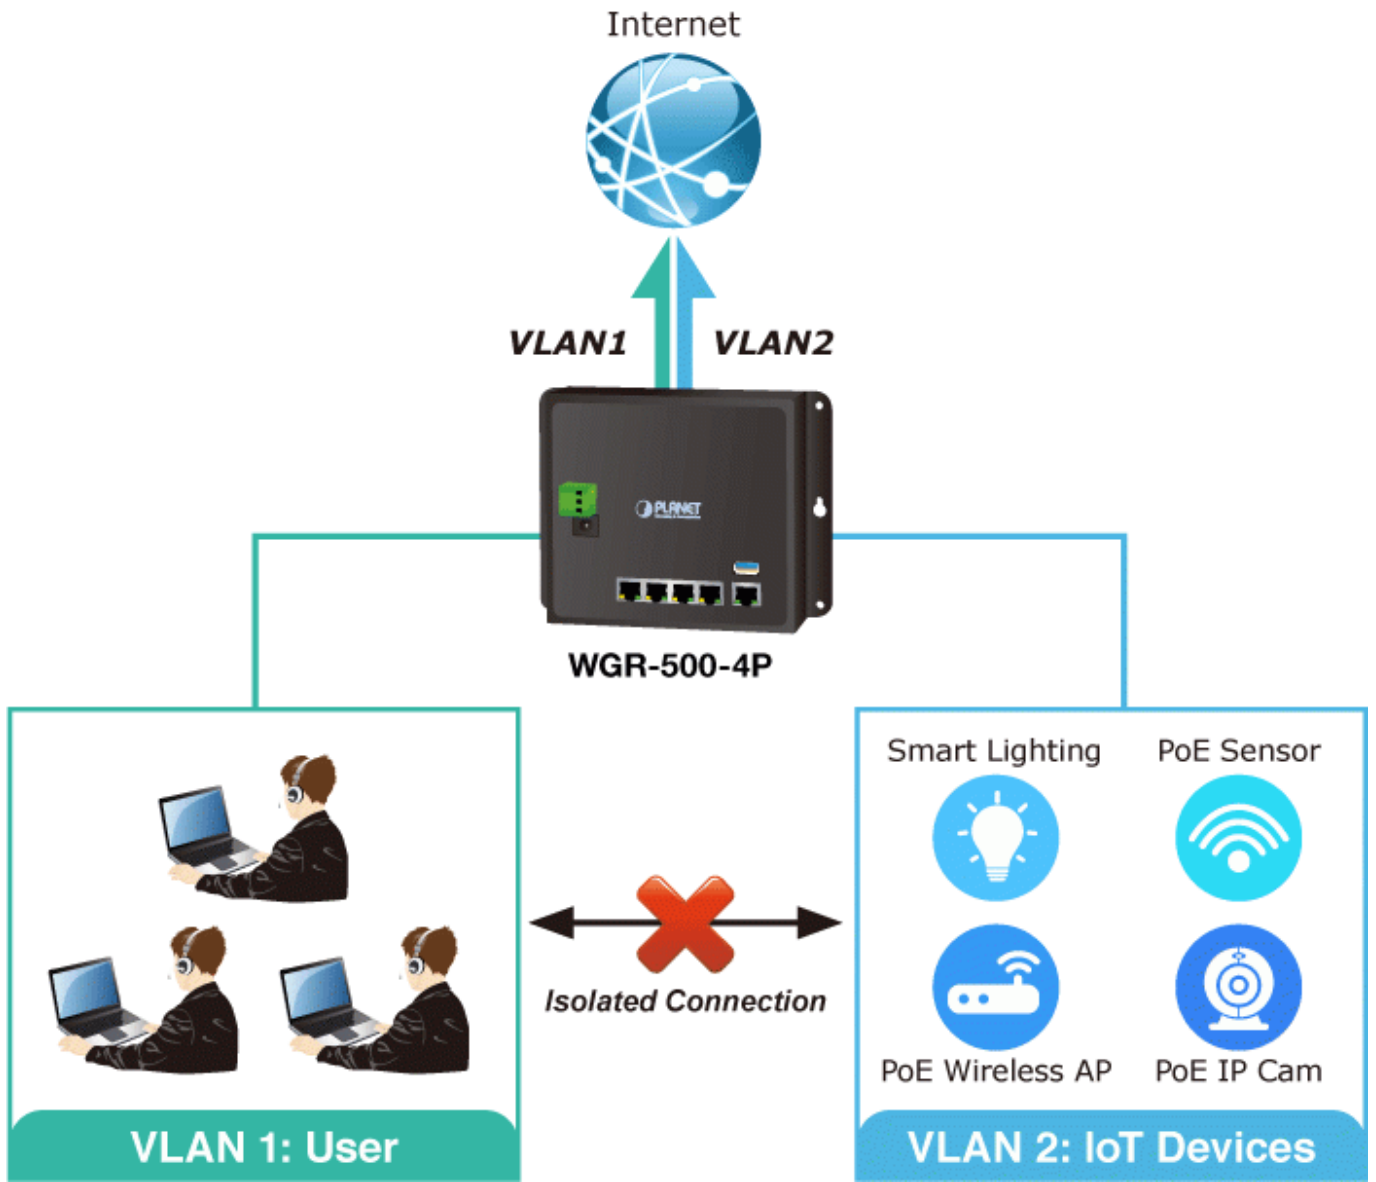 Internet
VLAN1
VLAN2
PLANET
WGR-500-4P
Smart Lighting
PoE Sensor
Isolated Connection
PoE Wireless AP
PoE IP Cam
VLAN 1: User
VLAN 2: IoT Devices